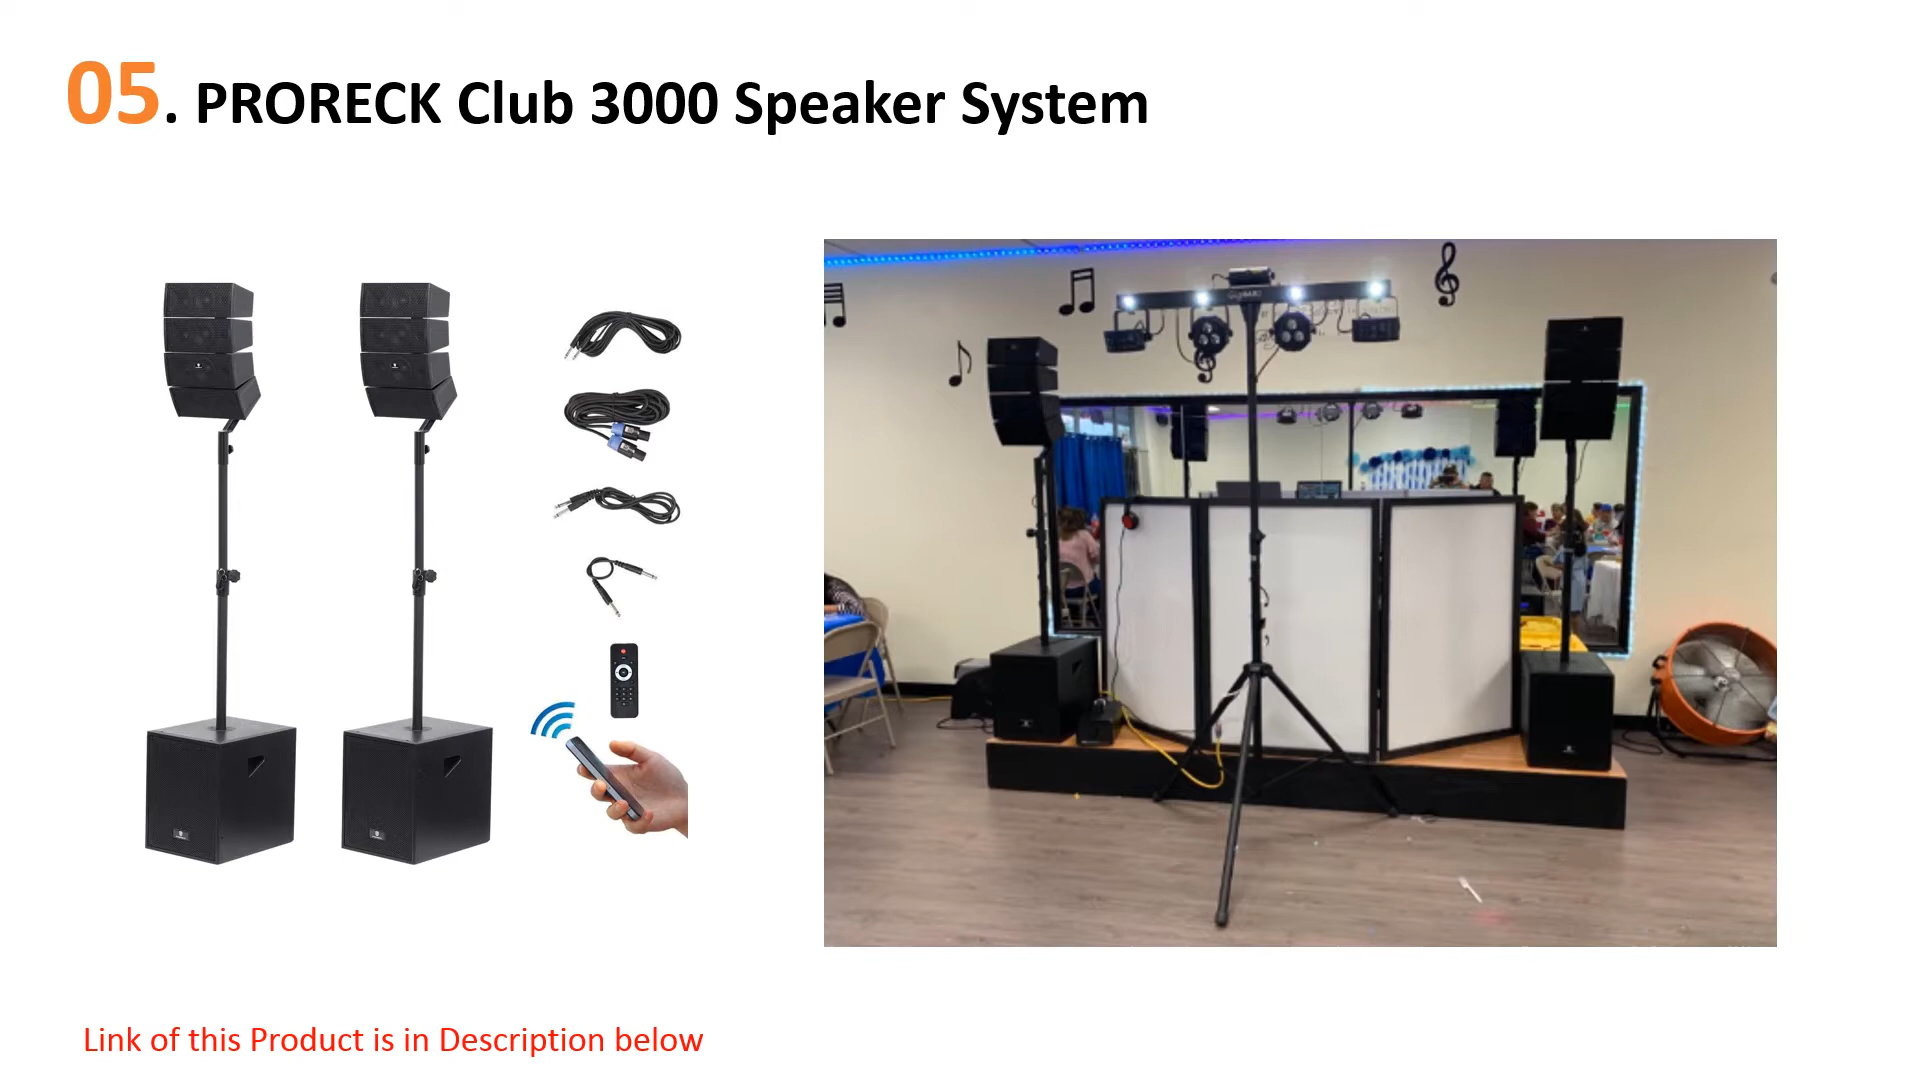 05. PRORECK Club 3000 Speaker System
Link of this Product is in Description below